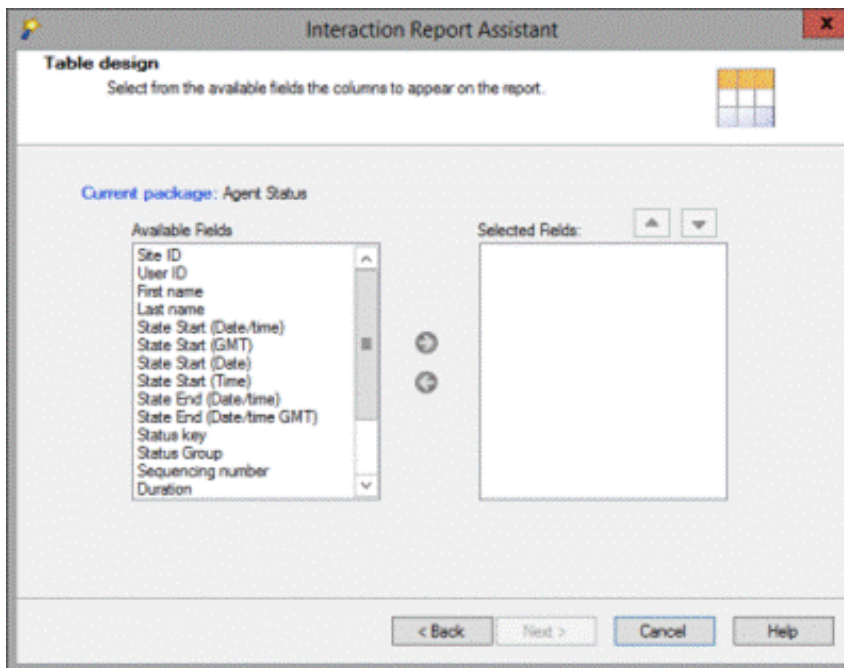 Interaction Report Assistant
x
Table design
Select from the available fields the columns to appear on the report.
Current package: Agent Status
Available Fields
Selected Fields:
Site ID
User ID
First name
Last name
State Start (Date/time)
State Start (GMT)
State Start (Date)
State Start (Time)
State End (Date/time)
State End (Date/time GMT)
Status key
Status Group
Sequencing number
Duration
< Back
Next >
Cancel
Help